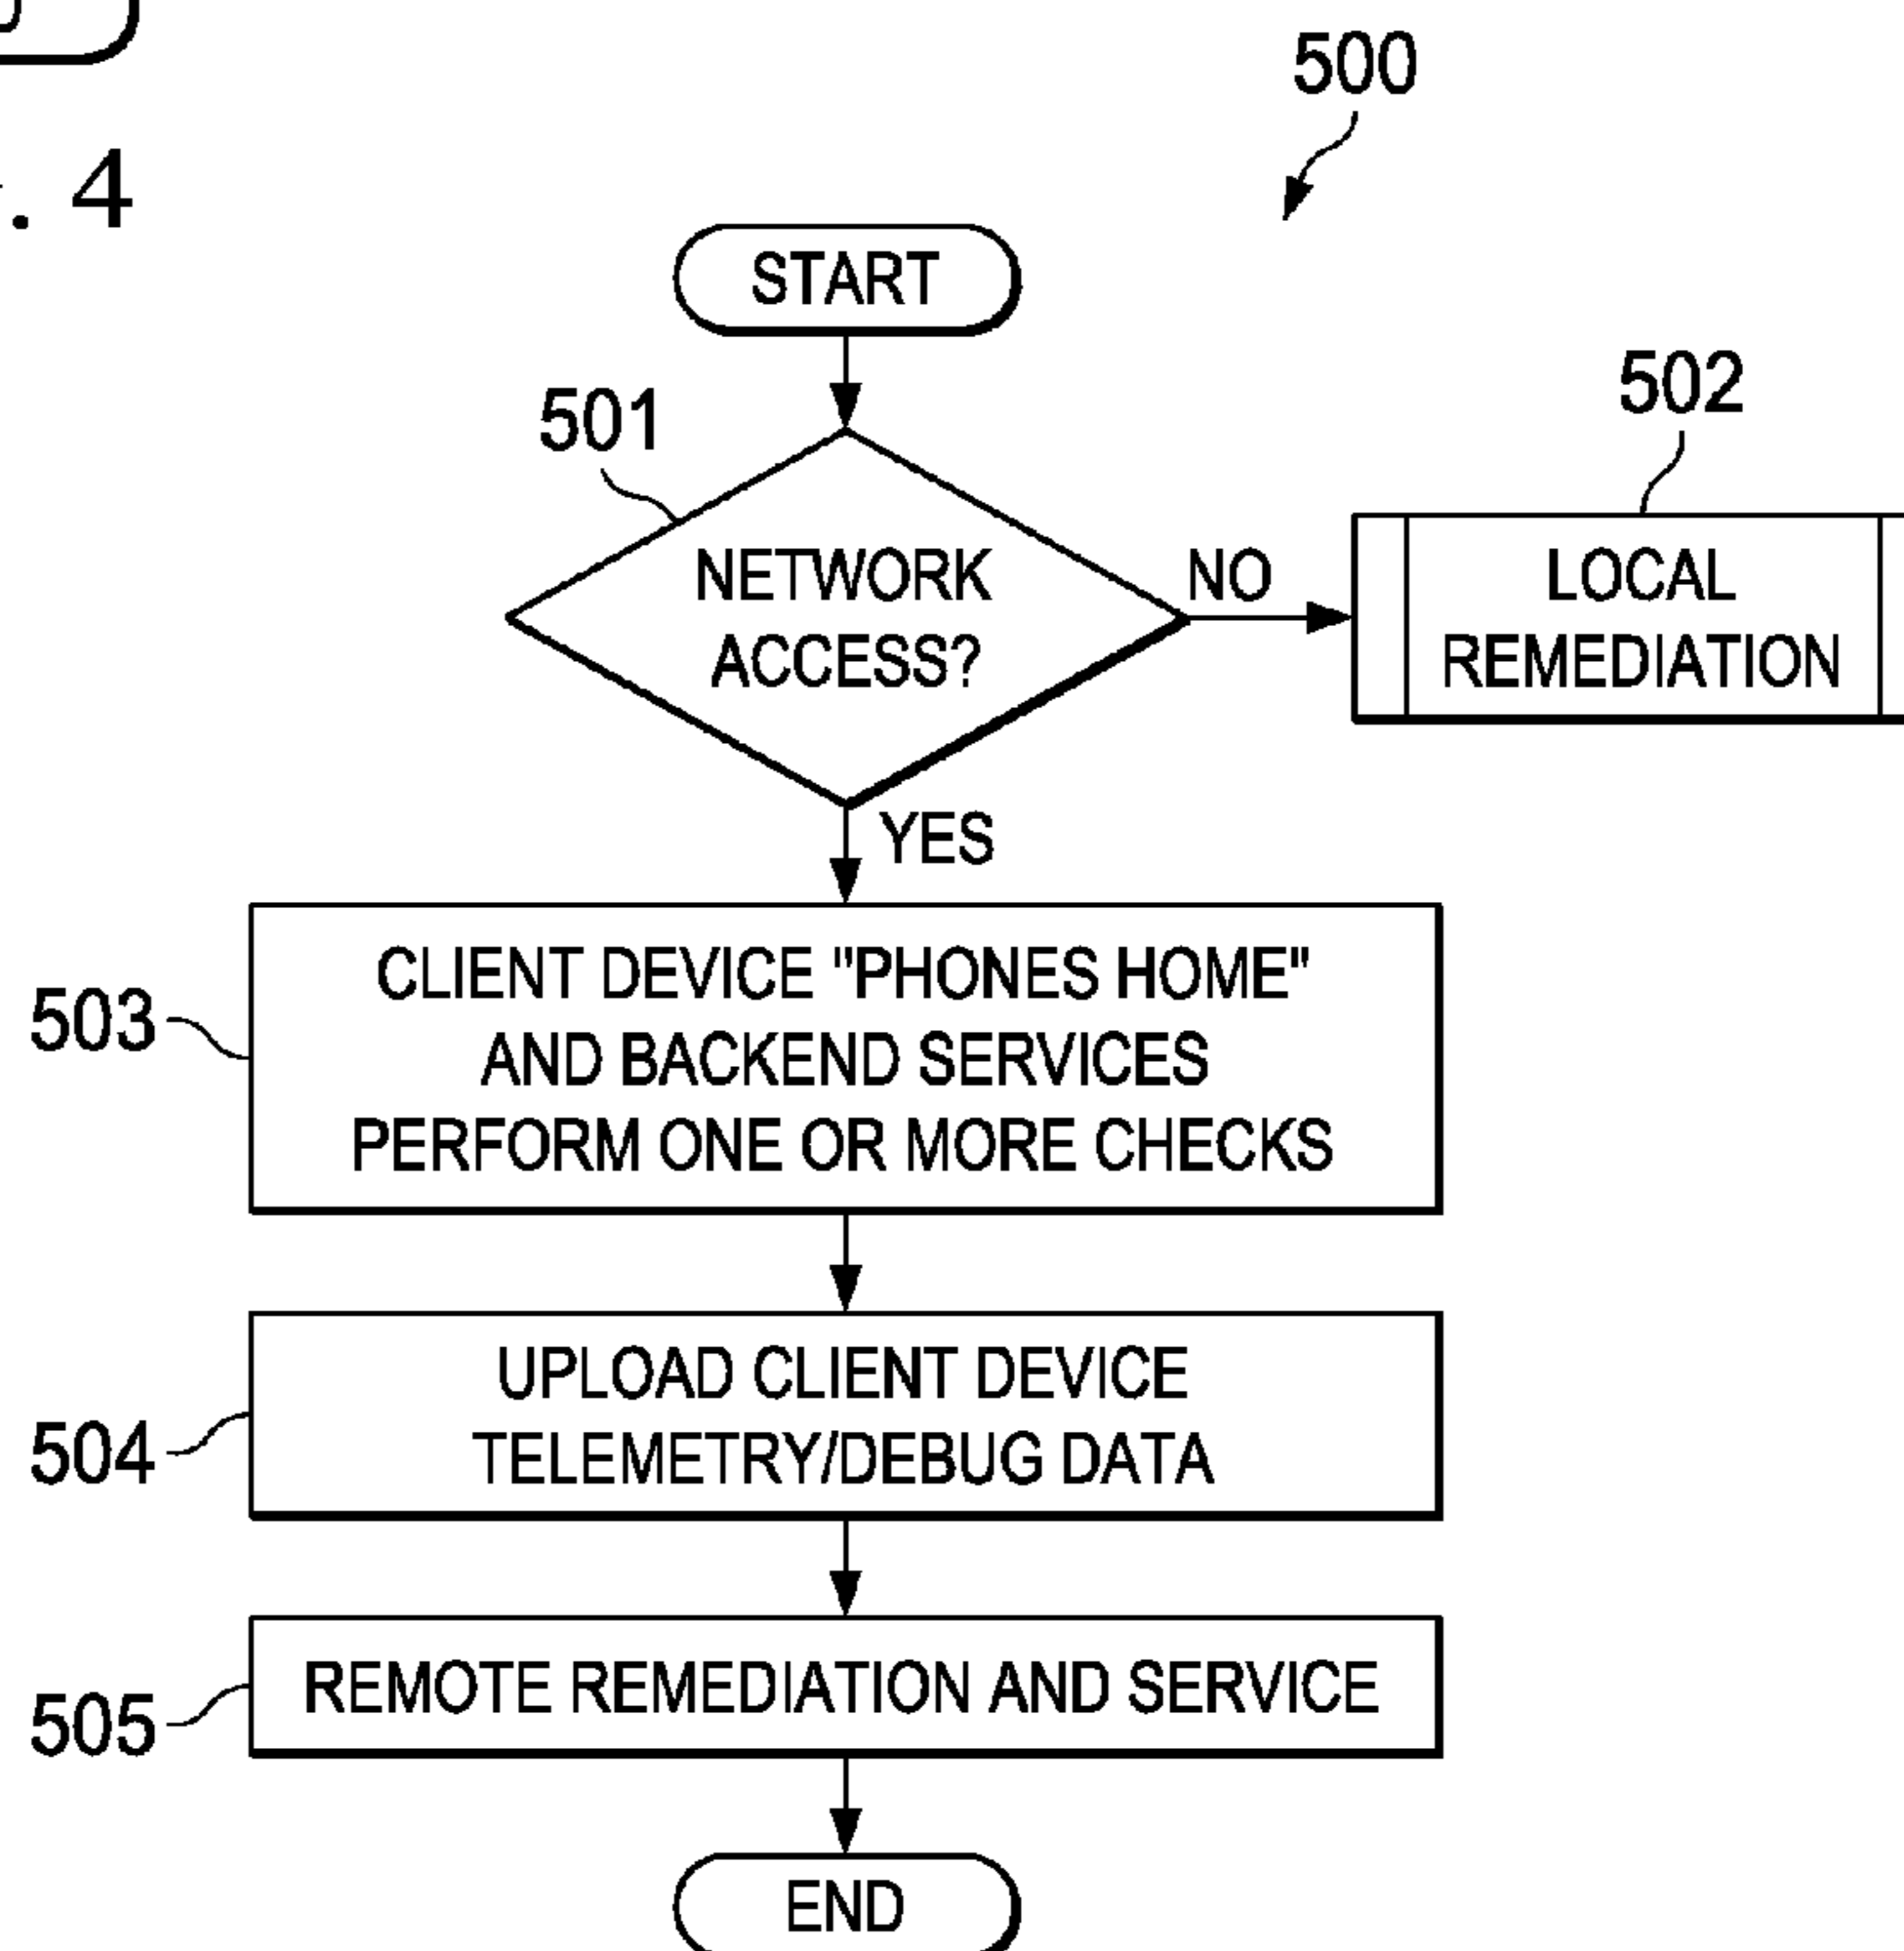 . 4
500
START
501
502
NETWORK
ACCESS?
NO
LOCAL
REMEDIATION
YES
503
CLIENT DEVICE "PHONES HOME"
AND BACKEND SERVICES
PERFORM ONE OR MORE CHECKS
504
UPLOAD CLIENT DEVICE
TELEMETRY/DEBUG DATA
505
REMOTE REMEDIATION AND SERVICE
END